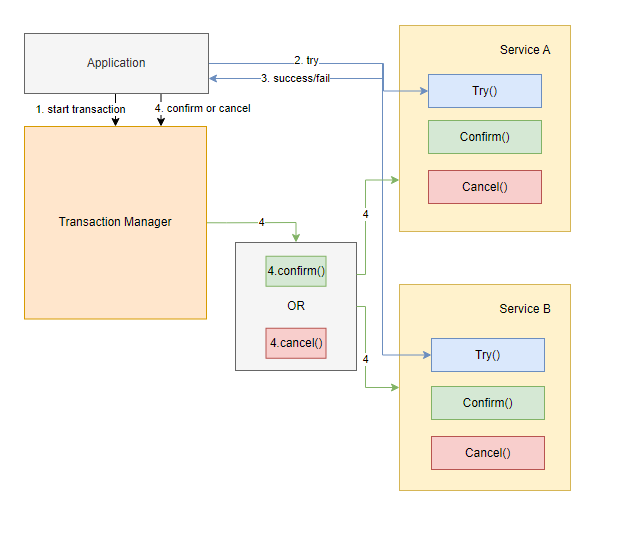 Application
2. try
3. success/fail
1. start transaction
4. confirm or cancel
Transaction Manager
4
4.confirm()
OR
4.cancel()
4
4
Service A
Try()
Confirm()
Cancel()
Service B
Try()
Confirm()
Cancel()